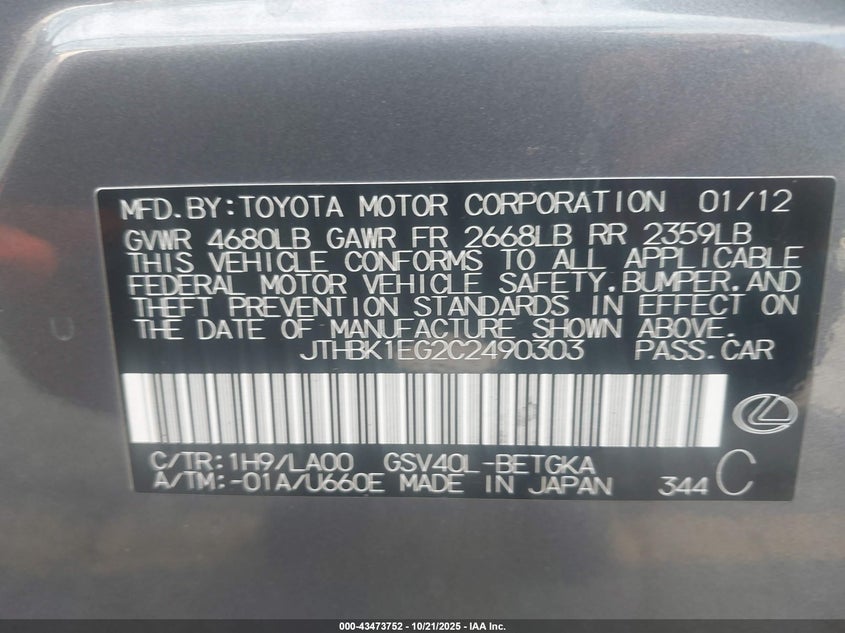 MFD.BY:TOYOTA MOTOR CORPORATION 01/12
GVWR 4680LB GAWR FR 2668LB RR 2359LB
THIS VEHICLE CONFORMS TO ALL APPLICABLE
FEDERAL MOTOR VEHICLE SAFETY.BUMPER.AND
THEFT PREVENTION STANDARDS IN EFFECT ON
THE DATE OF MANUFACTURE SHOWN ABOVE.
JTHBK1EG2C2490303 PASS.CAR
C/TR:1H9/LA00 GSV40L-BETGKA
A/TM:-01A/U660E MADE IN JAPAN 344 C
000-43473752 - 10/21/2025 - IAA Inc.